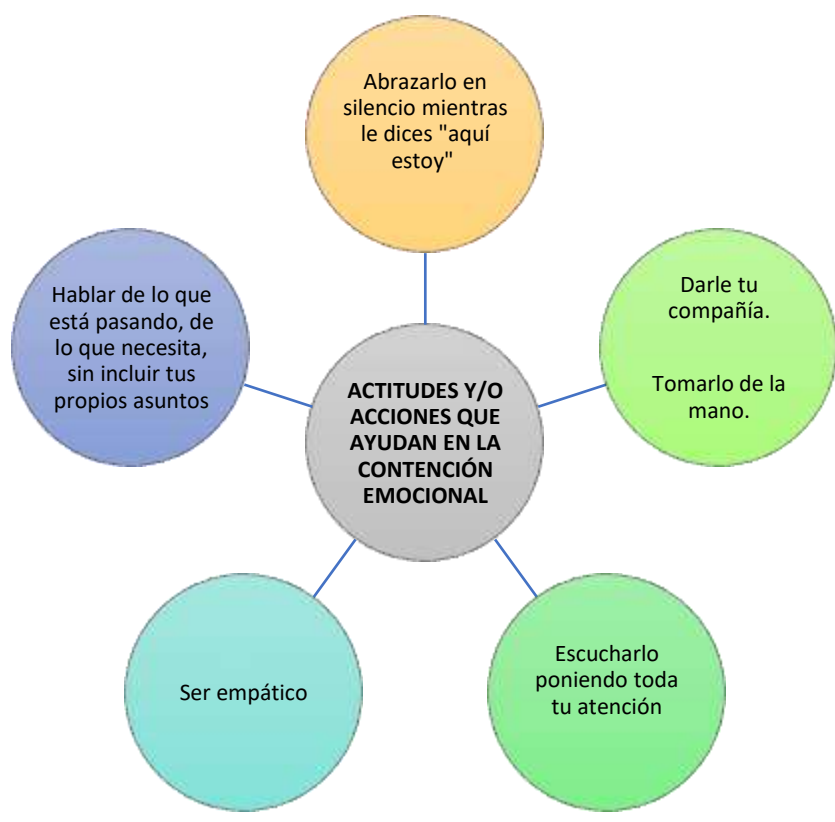 Abrazarlo en
silencio mientras
le dices "aquí
estoy"
Darle tu
compañía.
Tomarlo de la
mano.
Escucharlo
poniendo toda
tu atención
Ser empático
Hablar de lo que
está pasando, de
lo que necesita,
sin incluir tus
propios asuntos
ACTITUDES Y/O
ACCIONES QUE
AYUDAN EN LA
CONTENCIÓN
EMOCIONAL